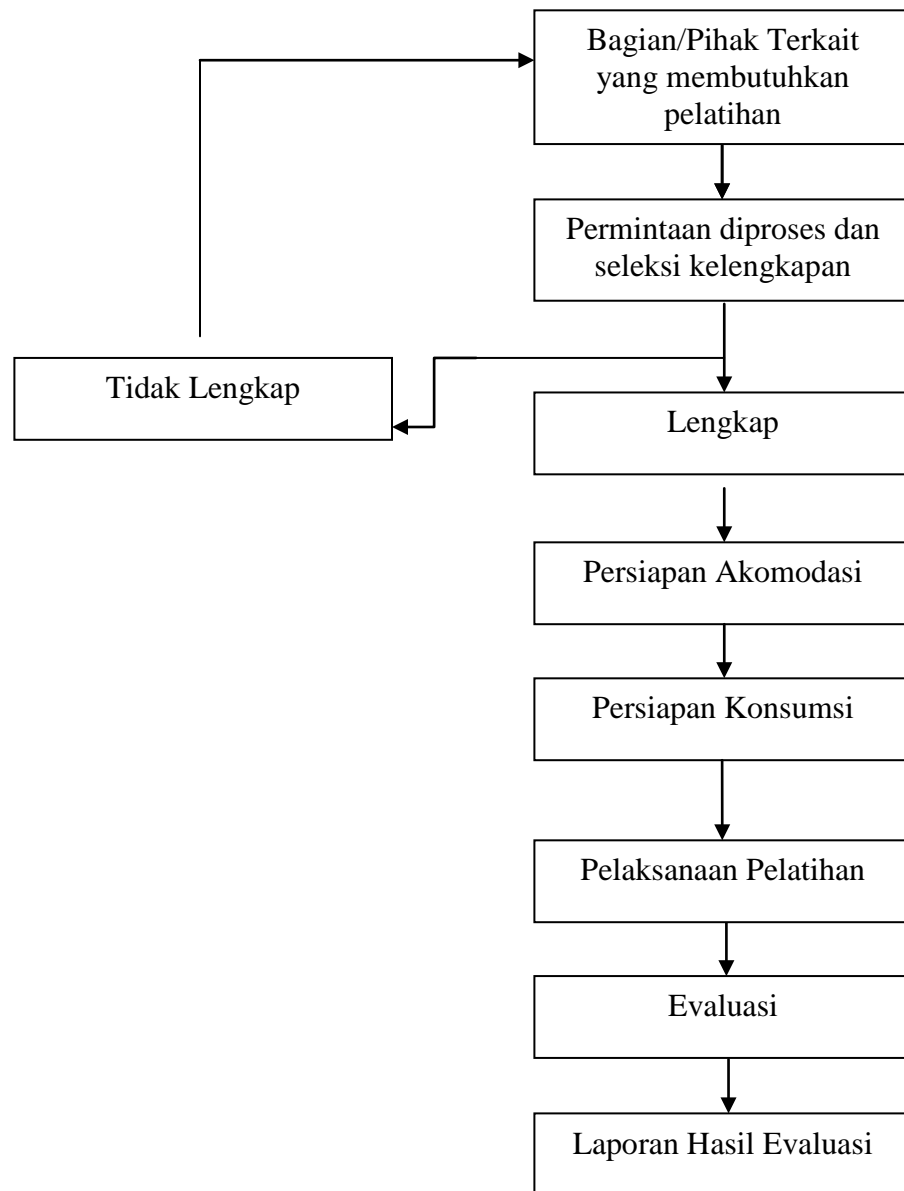 Bagian/Pihak Terkait
yang membutuhkan
pelatihan
Permintaan diproses dan
seleksi kelengkapan
Tidak Lengkap
Lengkap
Persiapan Akomodasi
Persiapan Konsumsi
Pelaksanaan Pelatihan
Evaluasi
Laporan Hasil Evaluasi